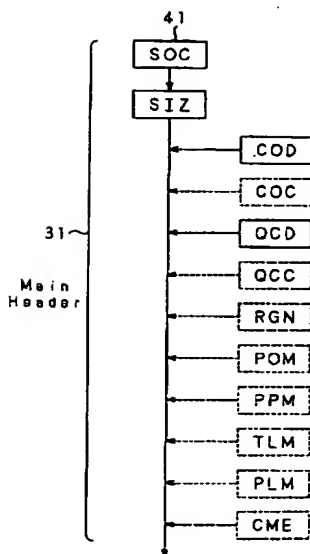 41
SOC
SIZ
COD
COC
31
QCD
Main
Header
QCC
RGN
POM
PPM
TLM
PLM
CME